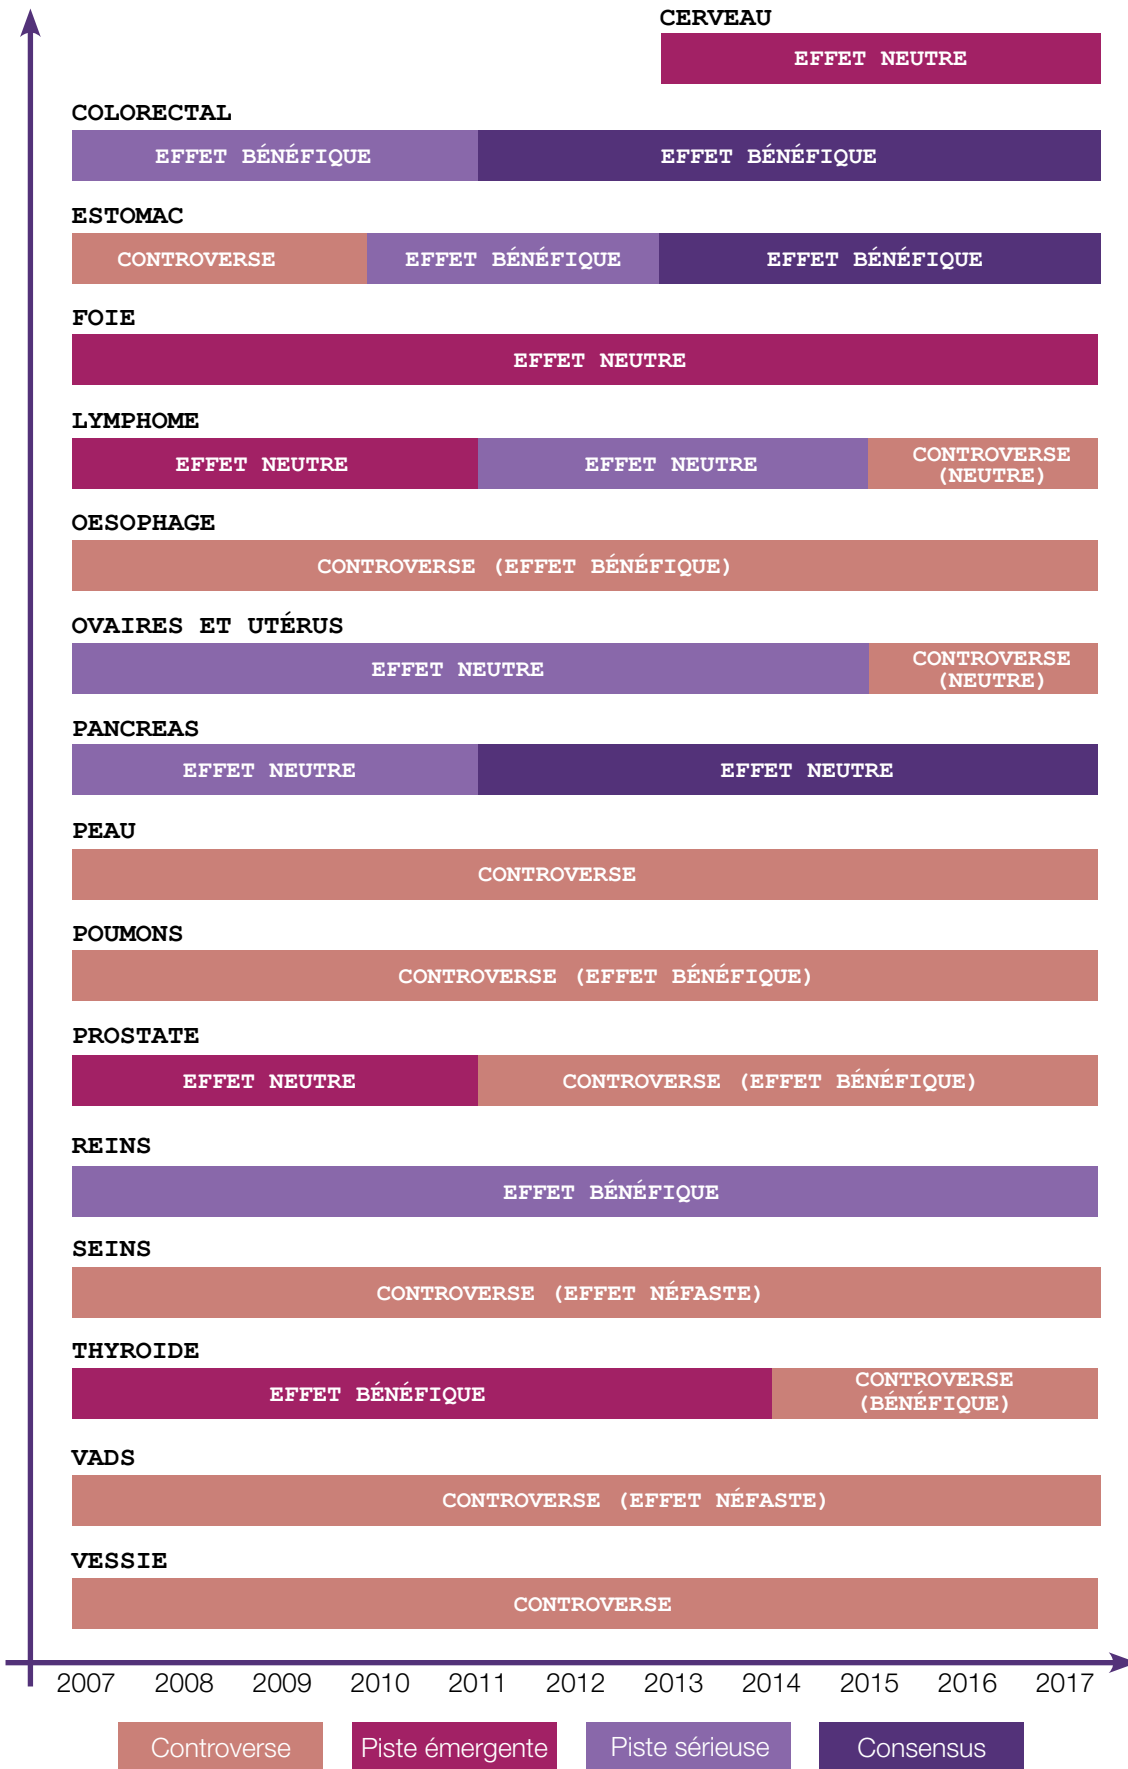 CERVEAU
EFFET NEUTRE
COLORECTAL
EFFET BÉNÉFIQUE EFFET BÉNÉFIQUE
ESTOMAC
CONTROVERSE EFFET BÉNÉFIQUE EFFET BÉNÉFIQUE
FOIE
EFFET NEUTRE
LYMPHOME
EFFET NEUTRE EFFET NEUTRE CONTROVERSE
(NEUTRE)
OESOPHAGE
CONTROVERSE (EFFET BÉNÉFIQUE)
OVAIRES ET UTÉRUS
EFFET NEUTRE CONTROVERSE
(NEUTRE)
PANCREAS
EFFET NEUTRE EFFET NEUTRE
PEAU
CONTROVERSE
POUMONS
CONTROVERSE (EFFET BÉNÉFIQUE)
PROSTATE
EFFET NEUTRE CONTROVERSE (EFFET BÉNÉFIQUE)
REINS
EFFET BÉNÉFIQUE
SEINS
CONTROVERSE (EFFET NÉFASTE)
THYROIDE
EFFET BÉNÉFIQUE CONTROVERSE
(BÉNÉFIQUE)
VADS
CONTROVERSE (EFFET NÉFASTE)
VESSIE
CONTROVERSE
2007 2008 2009 2010 2011 2012 2013 2014 2015 2016 2017
Controverse Piste émergente Piste sérieuse Consensus